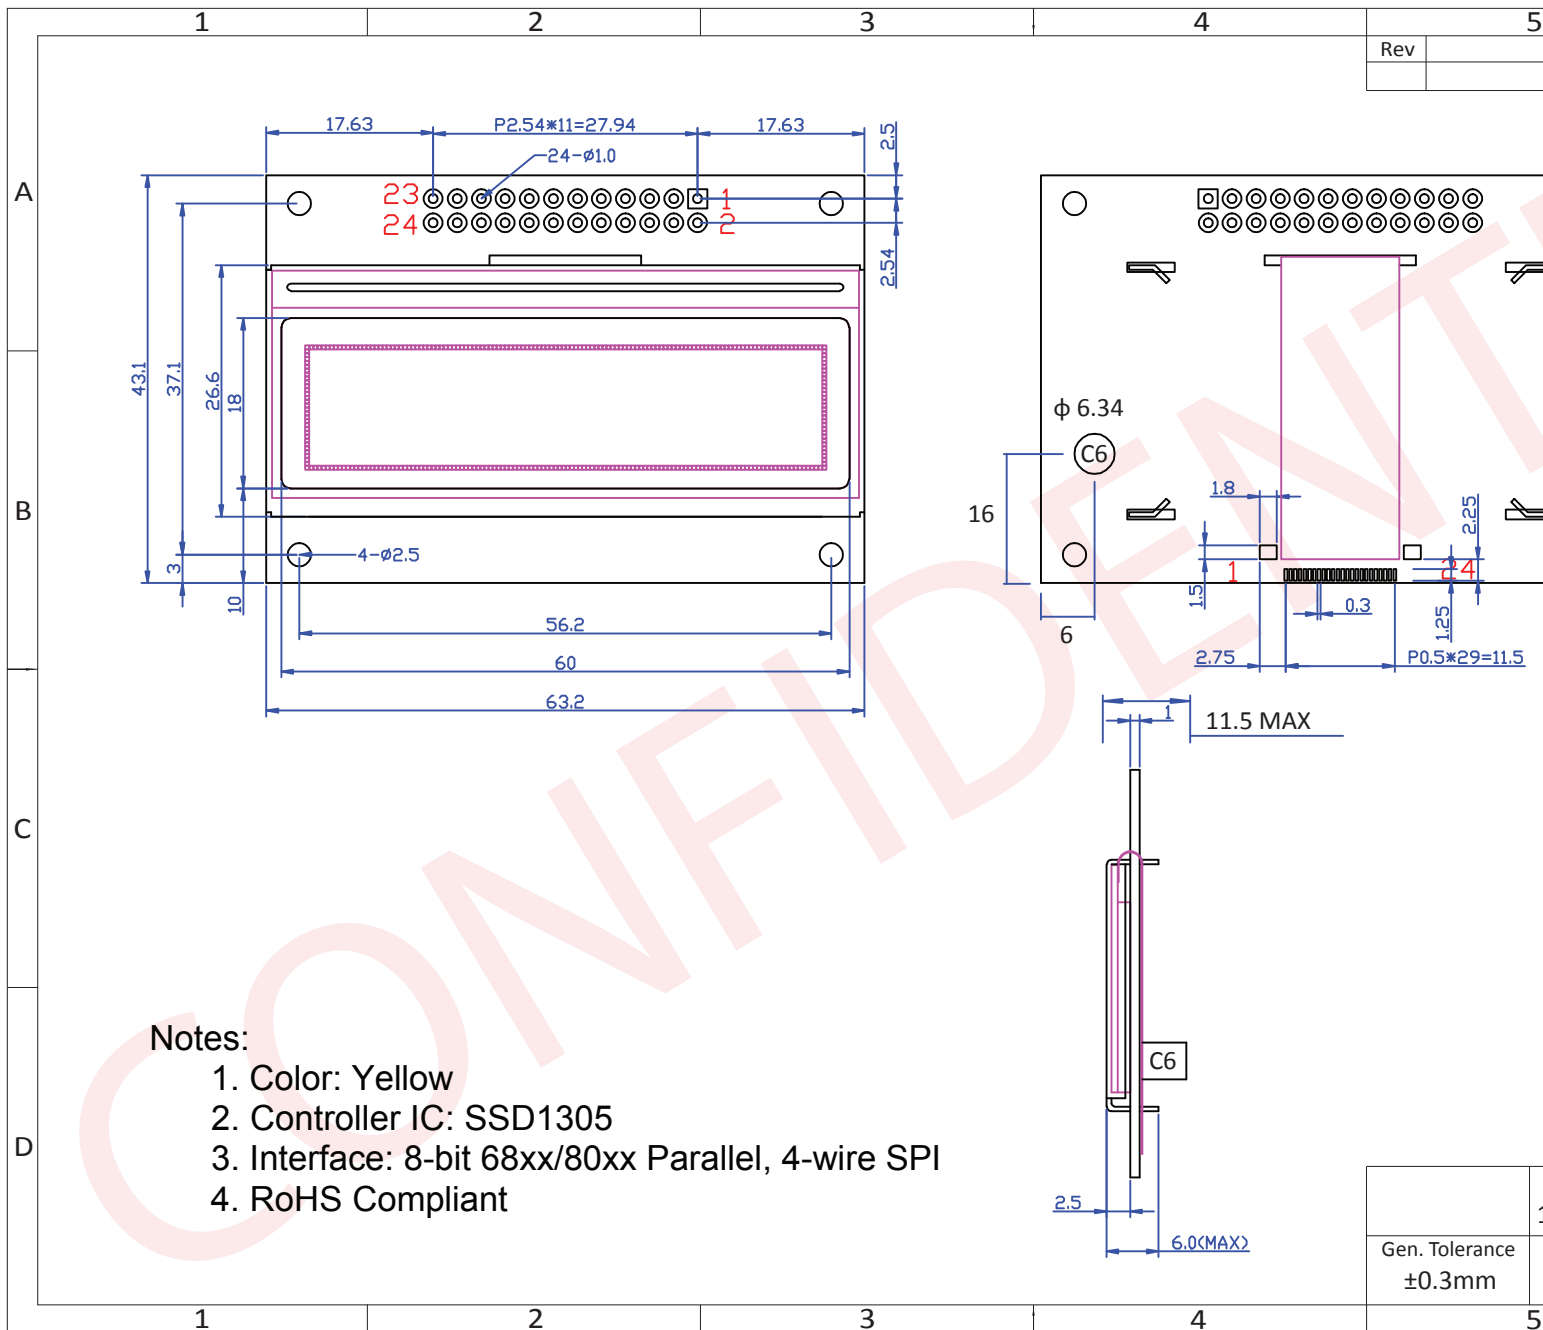 1 2 3 4 5
Rev
A
B
C
D
17.63
P2.54*11=27.94
17.63
2.5
24-ø1.0
23
24
1
2
2.54
43.1
37.1
26.6
18
3
10
4-ø2.5
56.2
60
63.2
ϕ 6.34
C6
16
6
1.8
1.5
1
24
2.25
1.25
0.3
2.75
P0.5*29=11.5
1
11.5 MAX
C6
2.5
6.0(MAX)
Notes:
1. Color: Yellow
2. Controller IC: SSD1305
3. Interface: 8-bit 68xx/80xx Parallel, 4-wire SPI
4. RoHS Compliant
Gen. Tolerance
±0.3mm
1 2 3 4 5
CONFIDENT